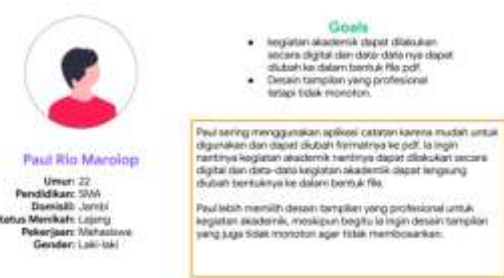 Paul Rio Marolop
Umur: 22
Pendidikan: SMA
Domisili: Jambi
Status Menikah: Lajang
Pekerjaan: Mahasiswa
Gender: Laki-laki
Goals
kegiatan akademik dapat dilakukan
secara digital dan data-data nya dapat
diubah ke dalam bentuk file pdf.
Desain tampilan yang profesional
tetapi tidak monoton.
Paul sering menggunakan aplikasi catatan karena mudah untuk
digunakan dan dapat diubah formatnya ke pdf. Ia ingin
nantinya kegiatan akademik nantinya dapat dilakukan secara
digital dan data-data kegiatan akademik dapat langsung
diubah bentuknya ke dalam bentuk file.
Paul lebih memilih desain tampilan yang profesional untuk
kegiatan akademik, meskipun begitu ia ingin desain tampilan
yang juga tidak monoton agar tidak membosankan.